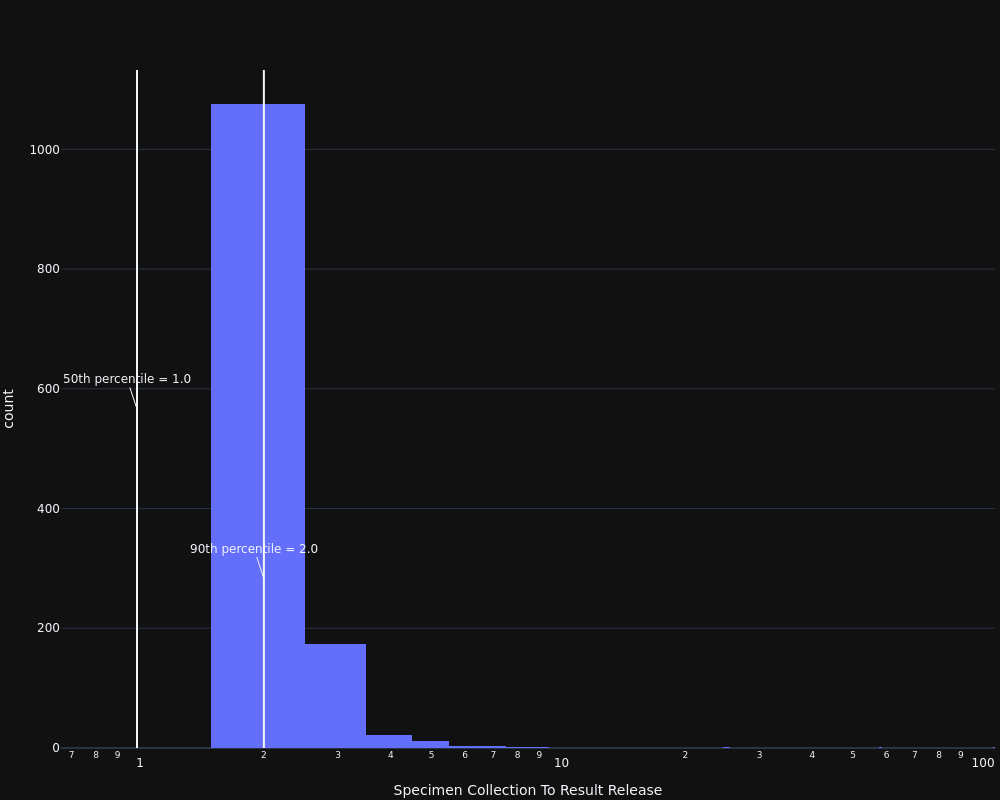 1000
800
600
400
200
0
count
50th percentile = 1.0
90th percentile = 2.0
7 8 9 1 2 3 4 5 6 7 8 9 10 2 3 4 5 6 7 8 9 100
Specimen Collection To Result Release